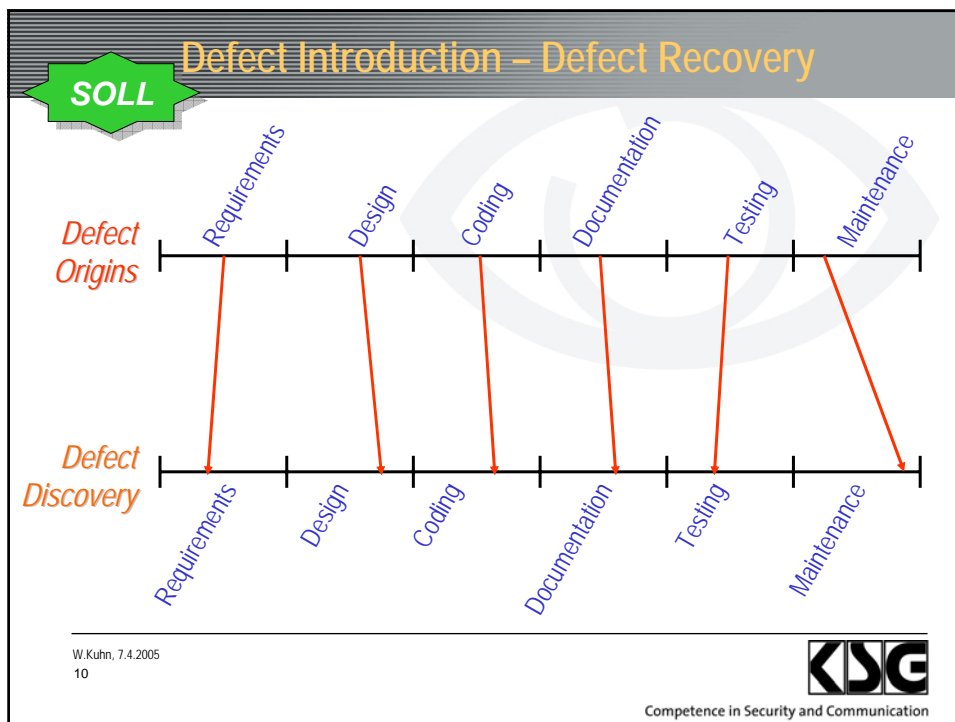 Defect Introduction – Defect Recovery
SOLL
Requirements
Design
Coding
Documentation
Testing
Maintenance
Defect
Origins
Defect
Discovery
Requirements
Design
Coding
Documentation
Testing
Maintenance
W.Kuhn, 7.4.2005
10
KSG
Competence in Security and Communication